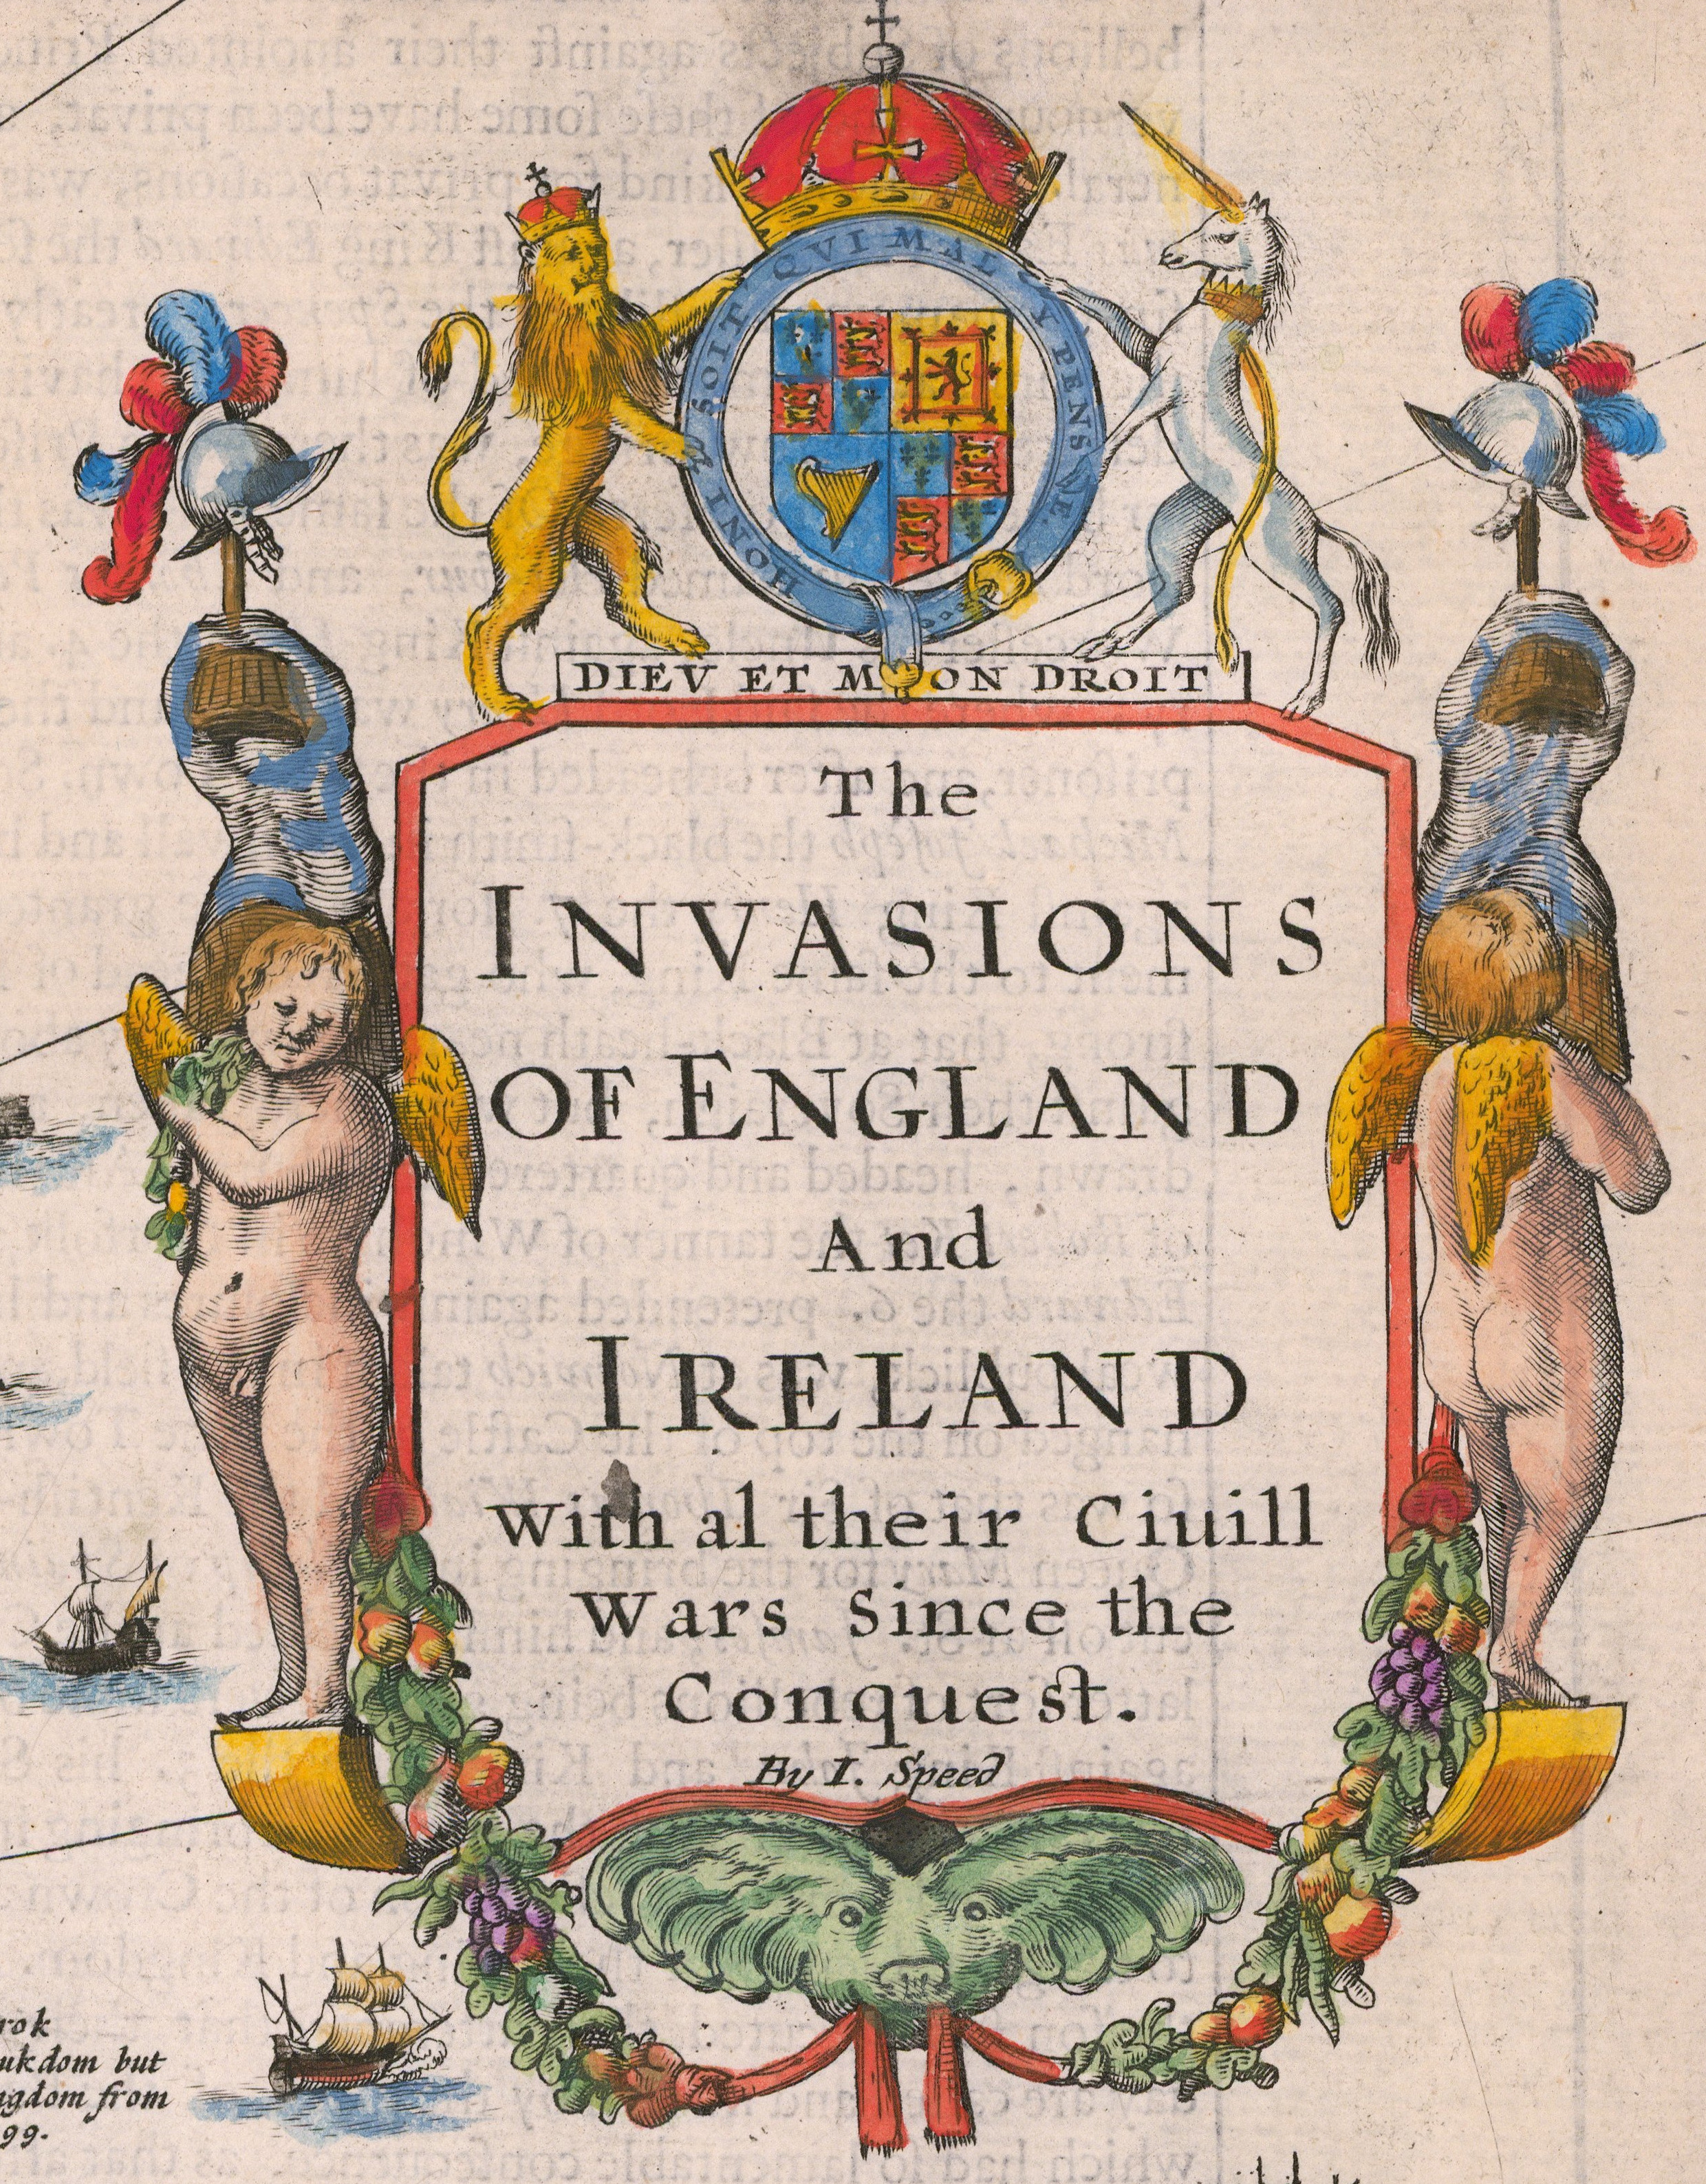 HONI SOIT QVI MAL Y PENSE.
DIEV ET MON DROIT
The
INVASIONS
OF ENGLAND
And
IRELAND
with al their Ciuill
Wars Since the
Conquest.
By I. Speed
rok
ukdom but
ngdom from
99.